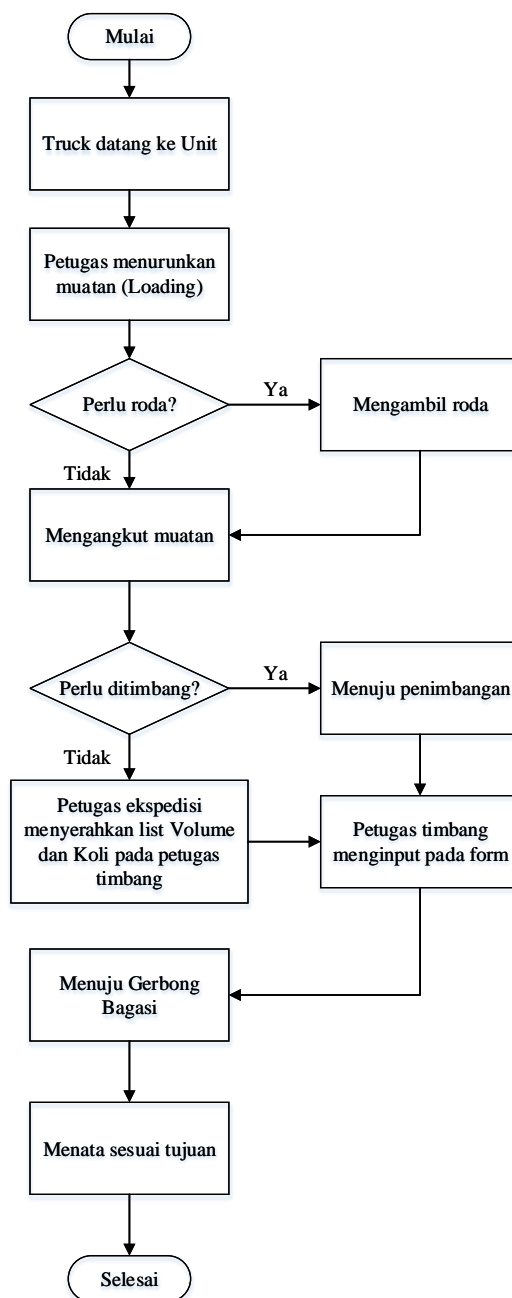 Mulai
Truck datang ke Unit
Petugas menurunkan
muatan (Loading)
Perlu roda?
Ya
Mengambil roda
Tidak
Mengangkut muatan
Perlu ditimbang?
Ya
Menuju penimbangan
Tidak
Petugas ekspedisi
menyerahkan list Volume
dan Koli pada petugas
timbang
Petugas timbang
menginput pada form
Menuju Gerbong
Bagasi
Menata sesuai tujuan
Selesai